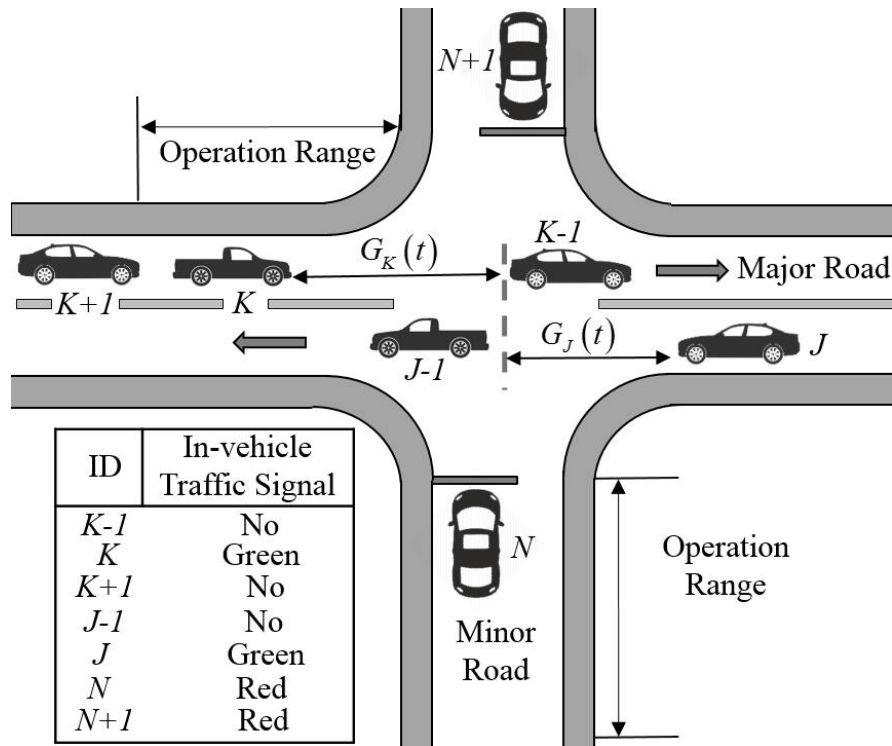 N+1
Operation Range
G_K(t)
K-1
Major Road
K+1
K
J-1
G_J(t)
J
ID In-vehicle Traffic Signal
K-1 No
K Green
K+1 No
J-1 No
J Green
N Red
N+1 Red
N
Minor
Road
Operation
Range